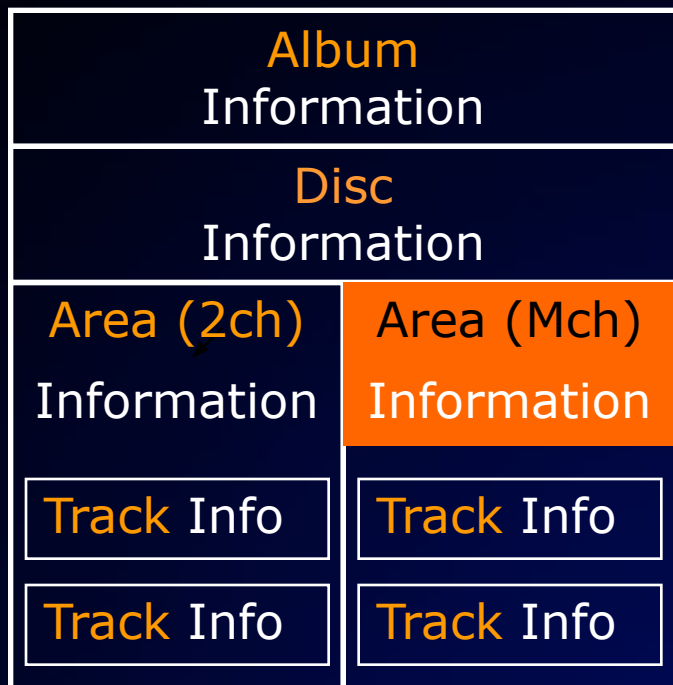 Album
Information
Disc
Information
Area (2ch)
Information
Track Info
Track Info
Area (Mch)
Information
Track Info
Track Info